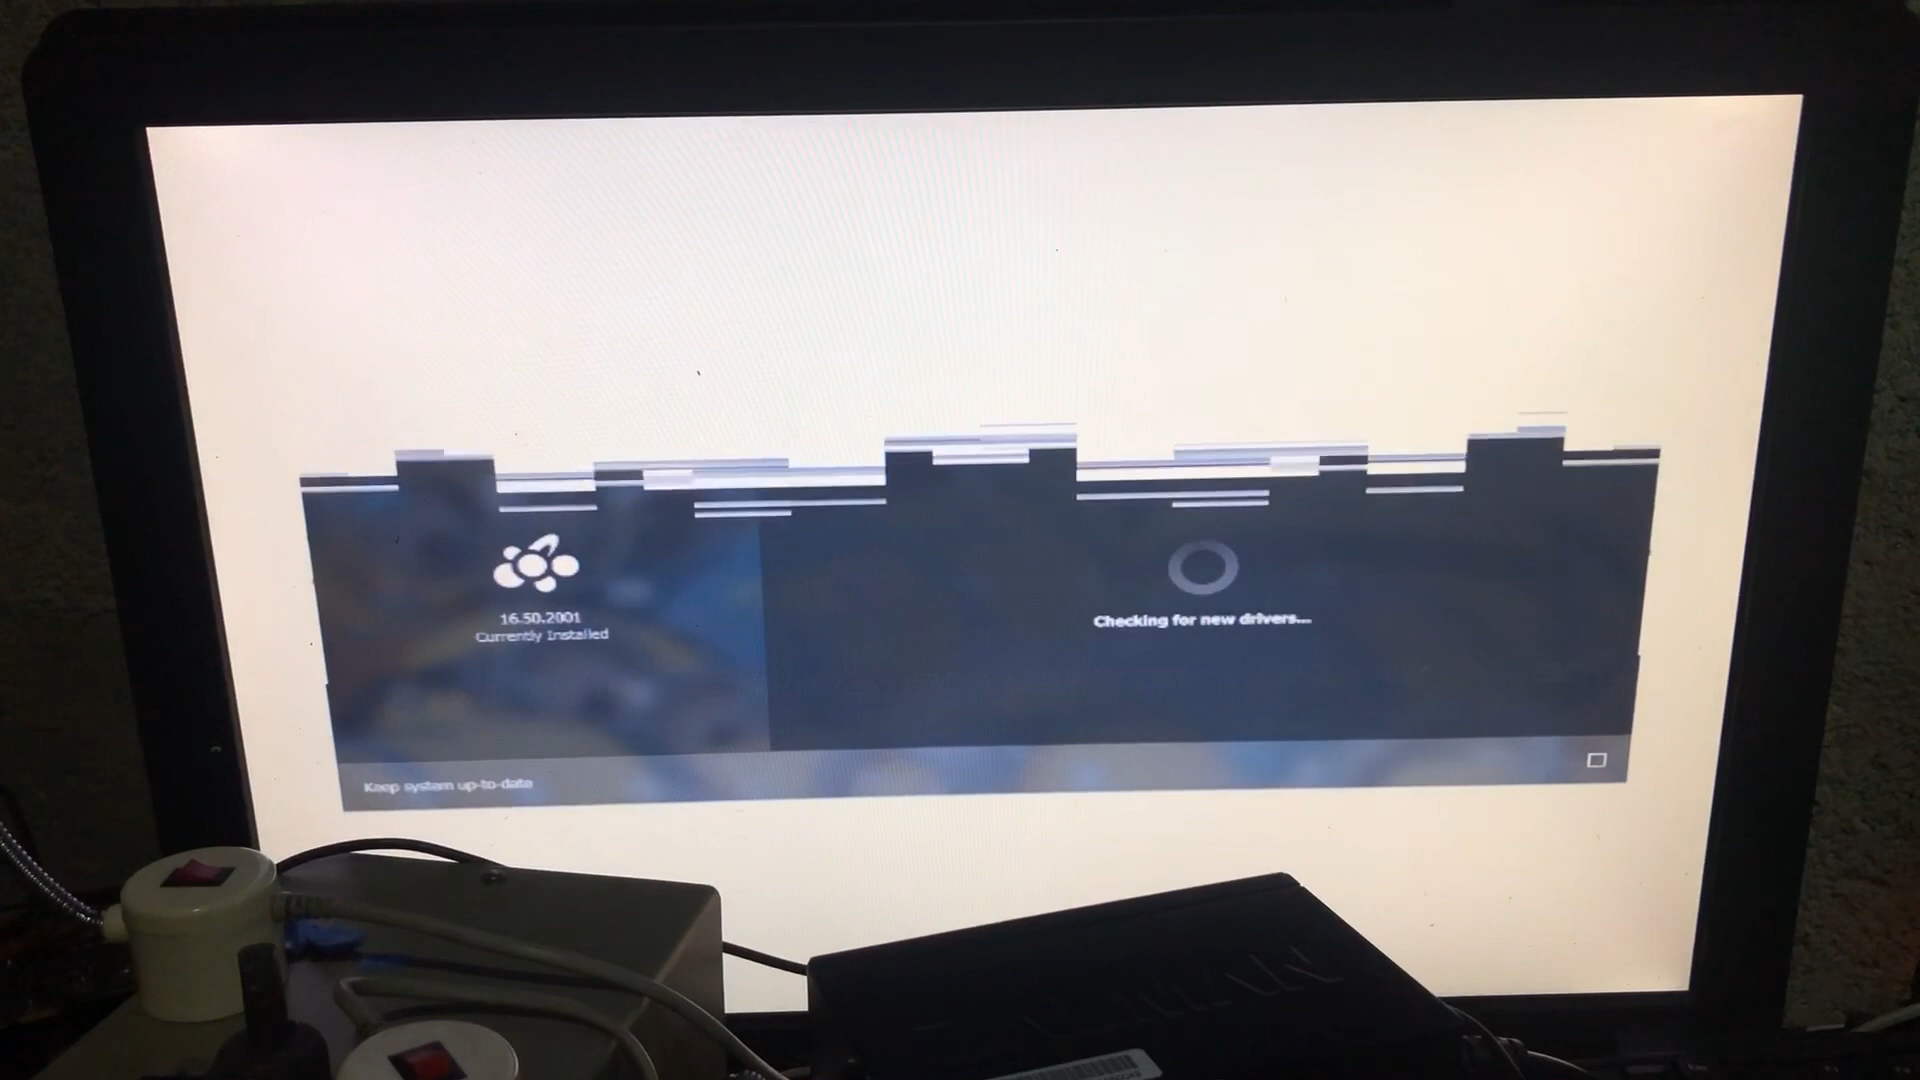 16.50.2001
Currently Installed
Checking for new drivers...
Keep system up-to-date